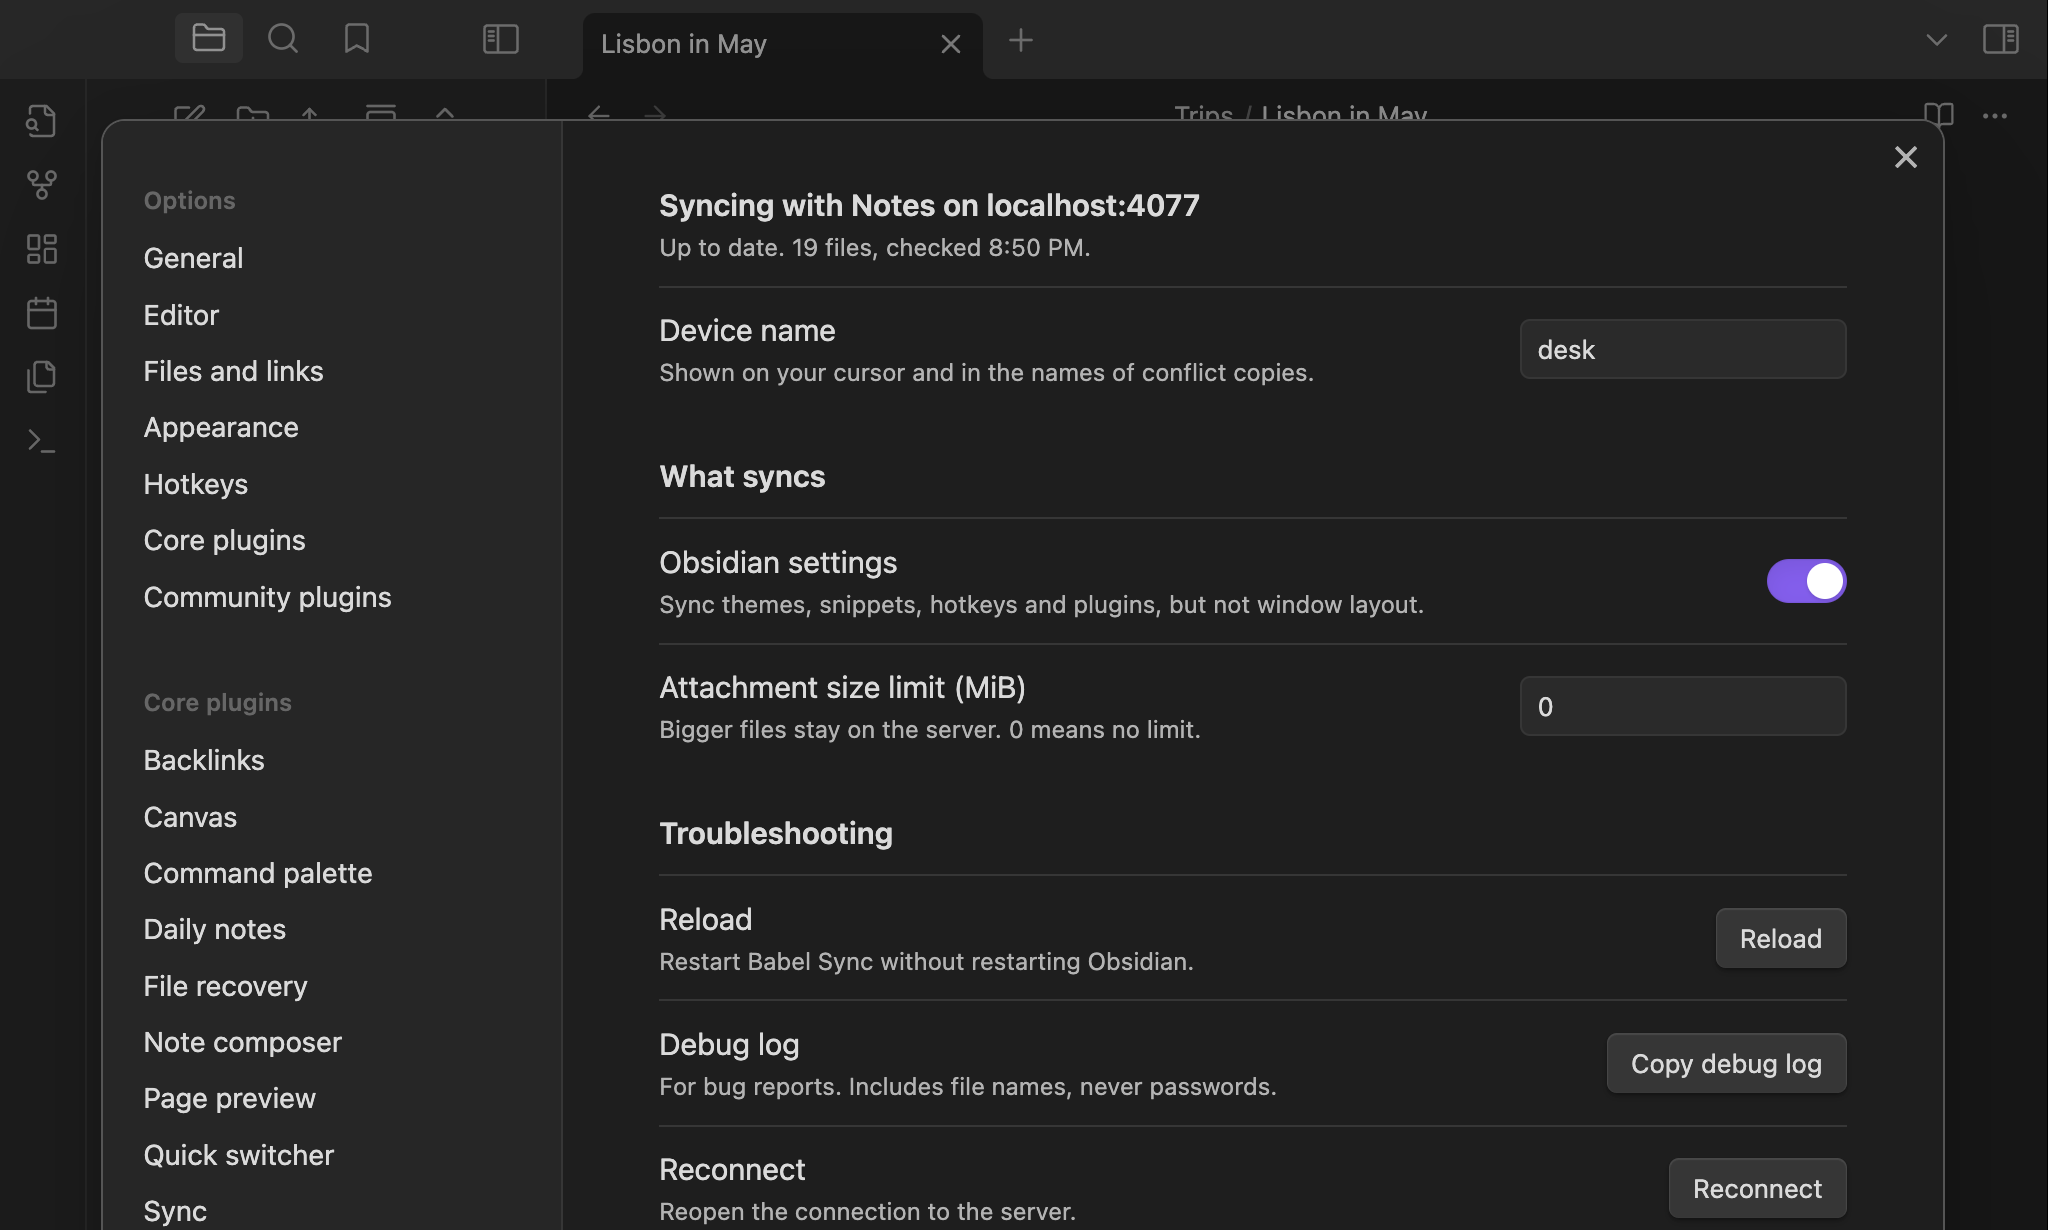 Lisbon in May
Trips / Lisbon in May
Options
General
Editor
Files and links
Appearance
Hotkeys
Core plugins
Community plugins
Core plugins
Backlinks
Canvas
Command palette
Daily notes
File recovery
Note composer
Page preview
Quick switcher
Sync
Syncing with Notes on localhost:4077
Up to date. 19 files, checked 8:50 PM.
Device name
Shown on your cursor and in the names of conflict copies.
desk
What syncs
Obsidian settings
Sync themes, snippets, hotkeys and plugins, but not window layout.
Attachment size limit (MiB)
Bigger files stay on the server. 0 means no limit.
0
Troubleshooting
Reload
Restart Babel Sync without restarting Obsidian.
Reload
Debug log
For bug reports. Includes file names, never passwords.
Copy debug log
Reconnect
Reopen the connection to the server.
Reconnect